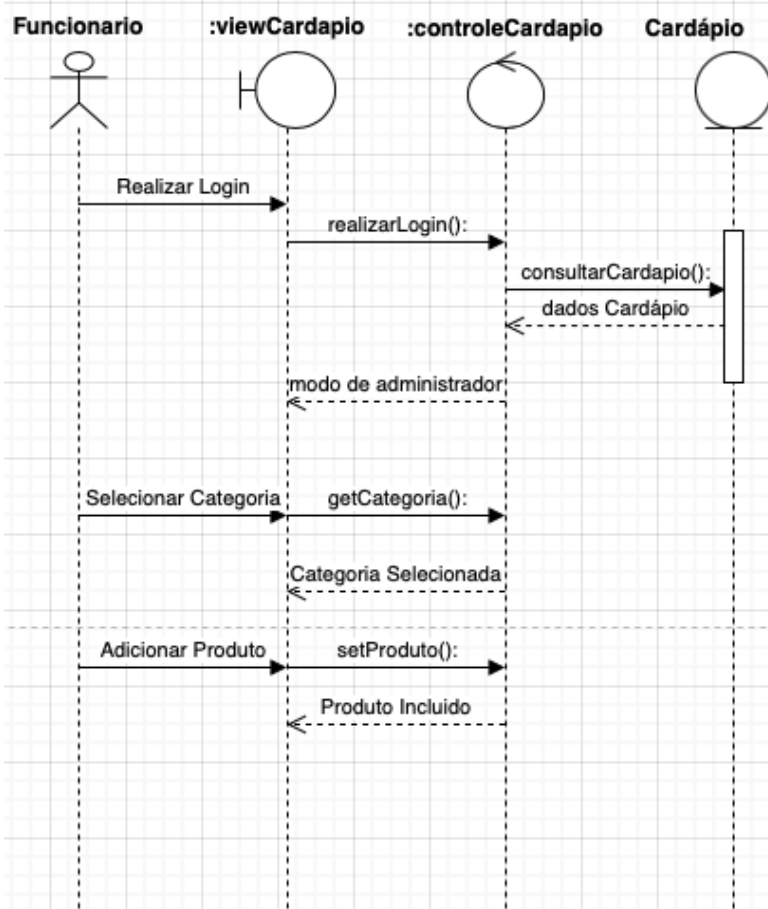 Funcionario :viewCardapio :controleCardapio Cardápio
Realizar Login
realizarLogin():
consultarCardapio():
dados Cardápio
modo de administrador
Selecionar Categoria getCategoria():
Categoria Selecionada
Adicionar Produto setProduto():
Produto Incluido